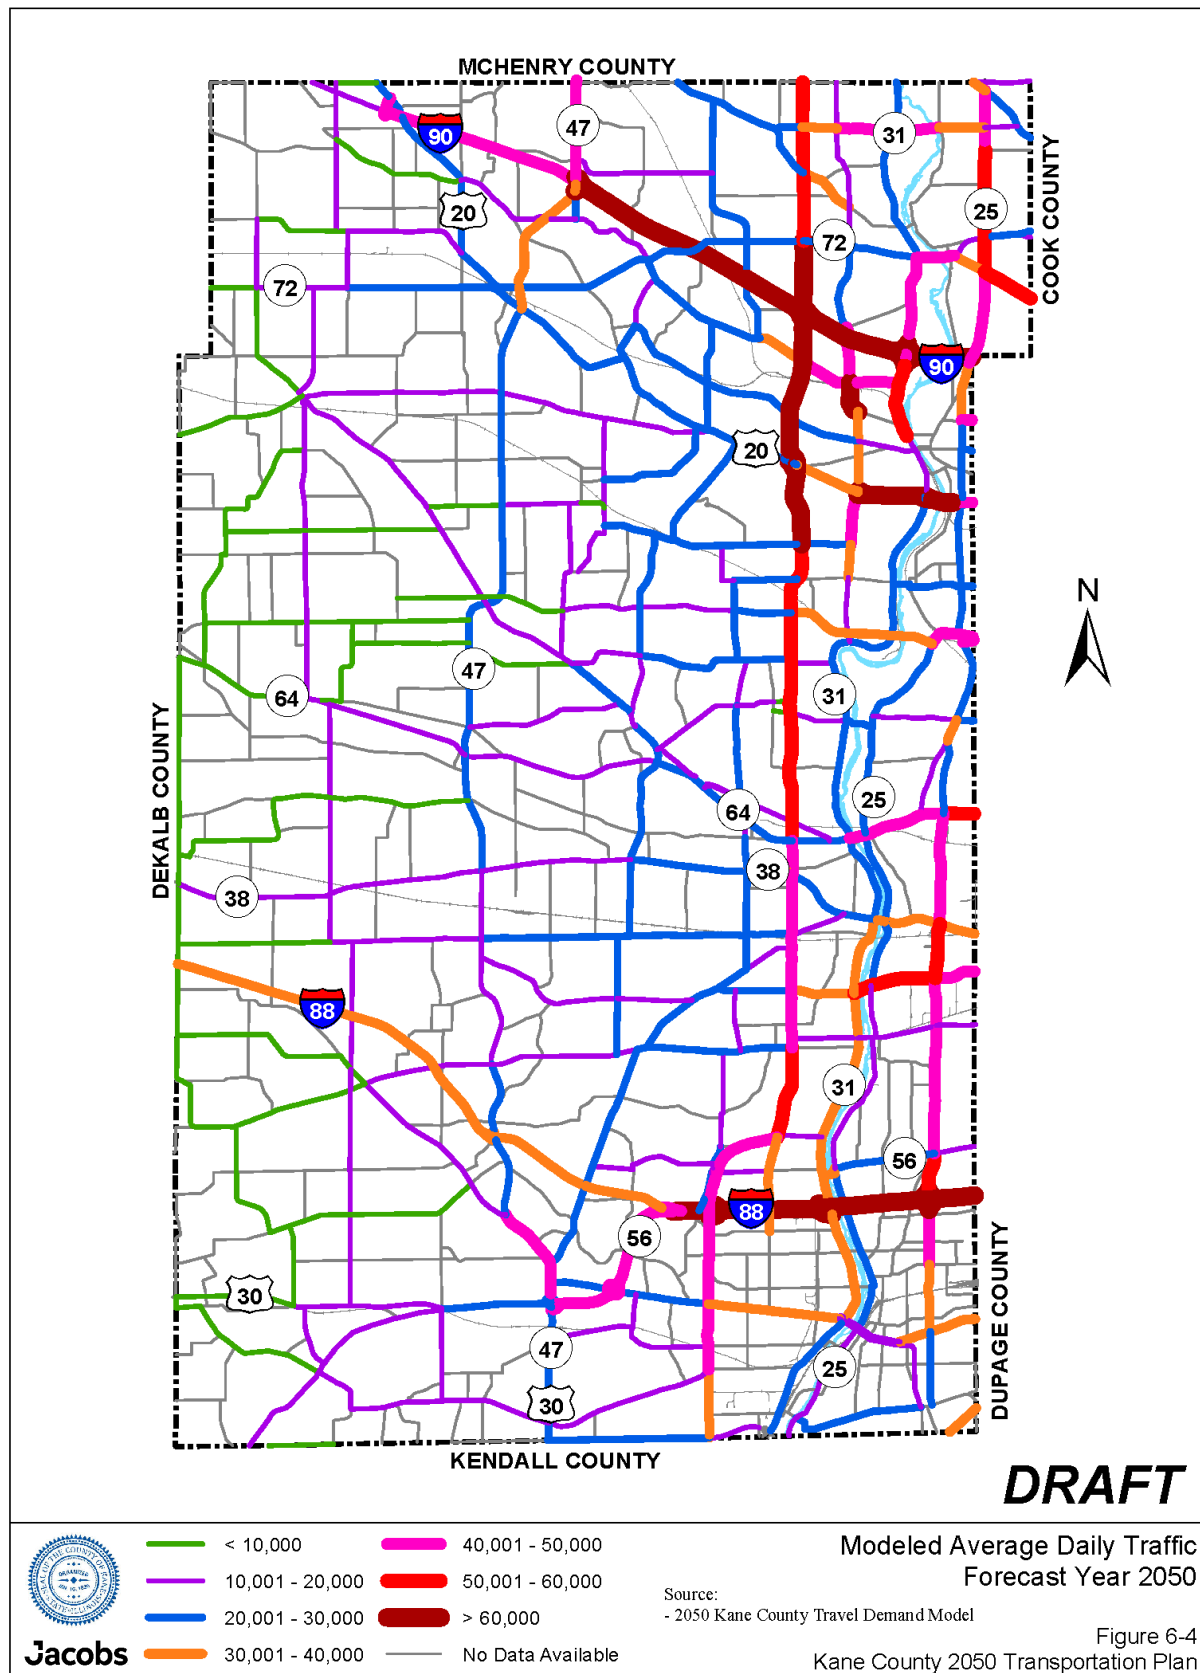 MCHENRY COUNTY
90
47
31
20
25
72
COOK COUNTY
72
90
20
47
31
64
DEKALB COUNTY
64
25
38
38
88
31
56
88
56
30
DUPAGE COUNTY
47
25
30
KENDALL COUNTY
N
DRAFT
< 10,000
10,001 - 20,000
20,001 - 30,000
30,001 - 40,000
40,001 - 50,000
50,001 - 60,000
> 60,000
No Data Available
Jacobs
Source:
- 2050 Kane County Travel Demand Model
Modeled Average Daily Traffic
Forecast Year 2050
Figure 6-4
Kane County 2050 Transportation Plan